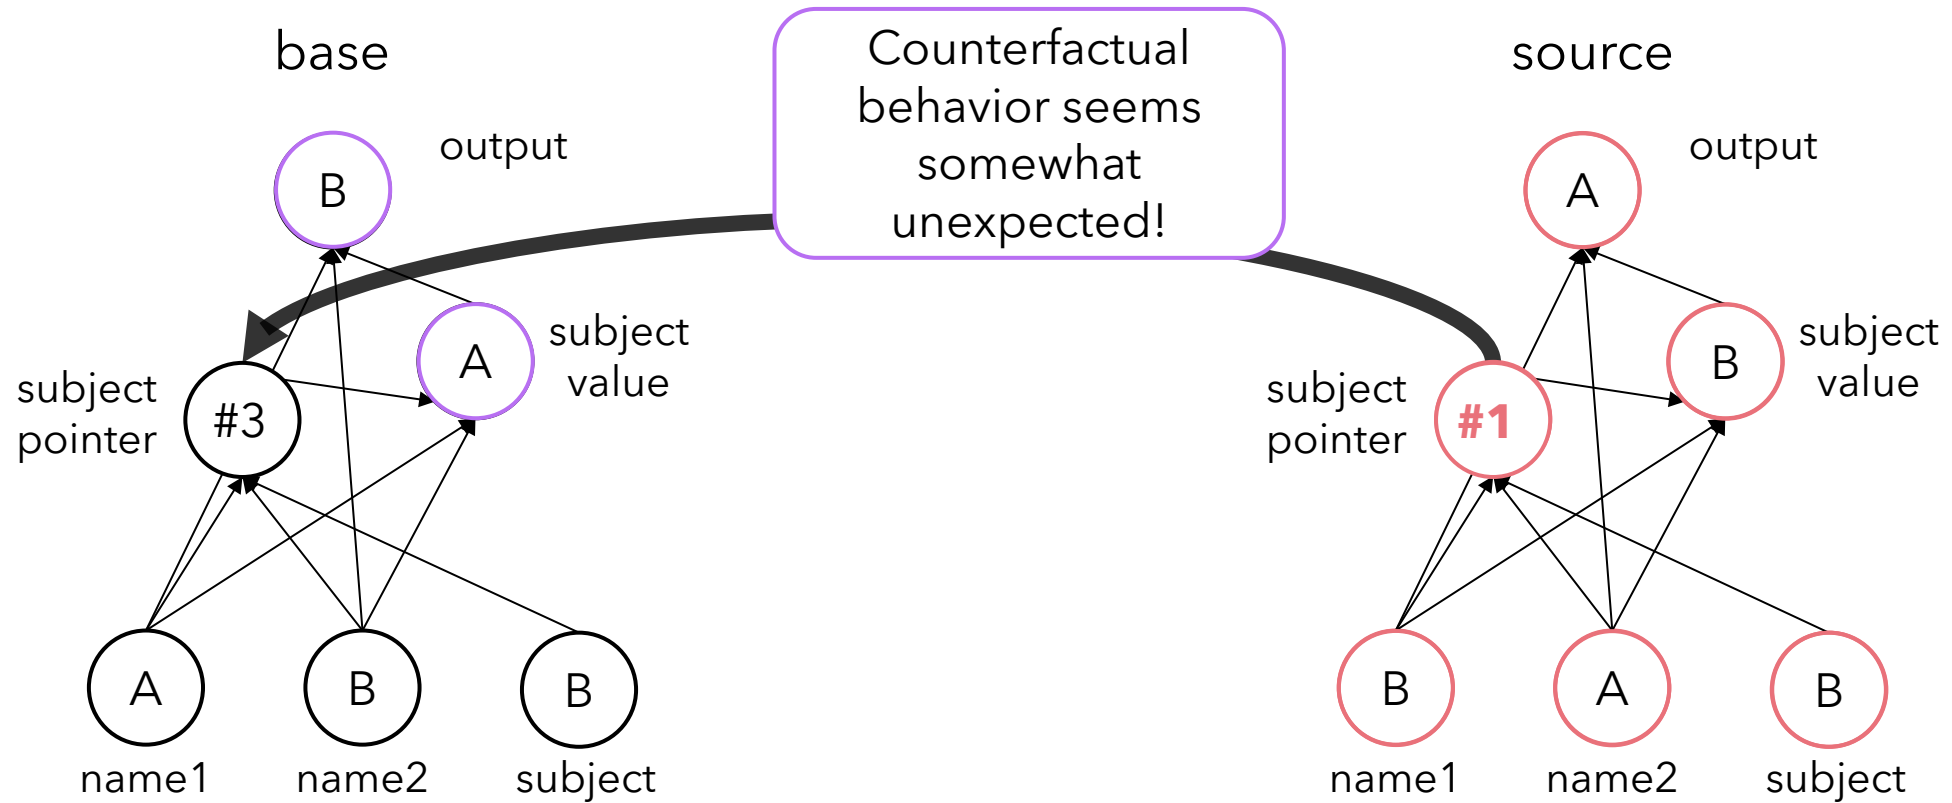 base
Counterfactual
behavior seems
somewhat
unexpected!
source
B
output
A
output
A
subject
value
B
subject
value
subject
pointer
#3
subject
pointer
#1
A
B
B
B
A
B
name1
name2
subject
name1
name2
subject